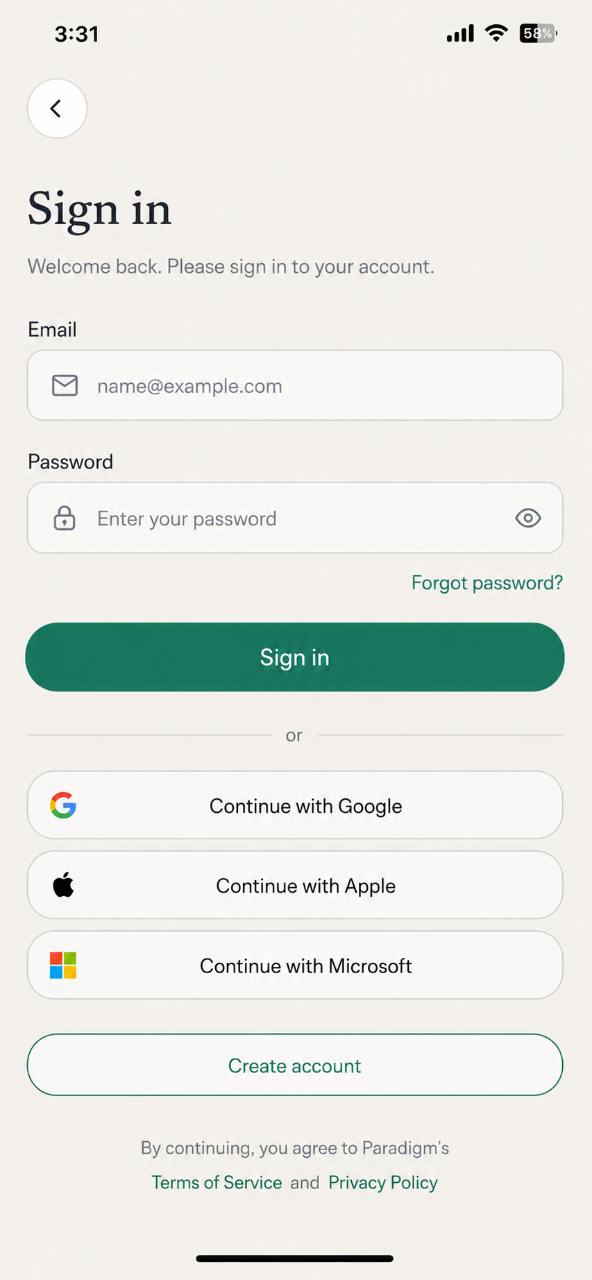 3:31
58%
Sign in
Welcome back. Please sign in to your account.
Email
name@example.com
Password
Enter your password
Forgot password?
Sign in
or
Continue with Google
Continue with Apple
Continue with Microsoft
Create account
By continuing, you agree to Paradigm's
Terms of Service and Privacy Policy